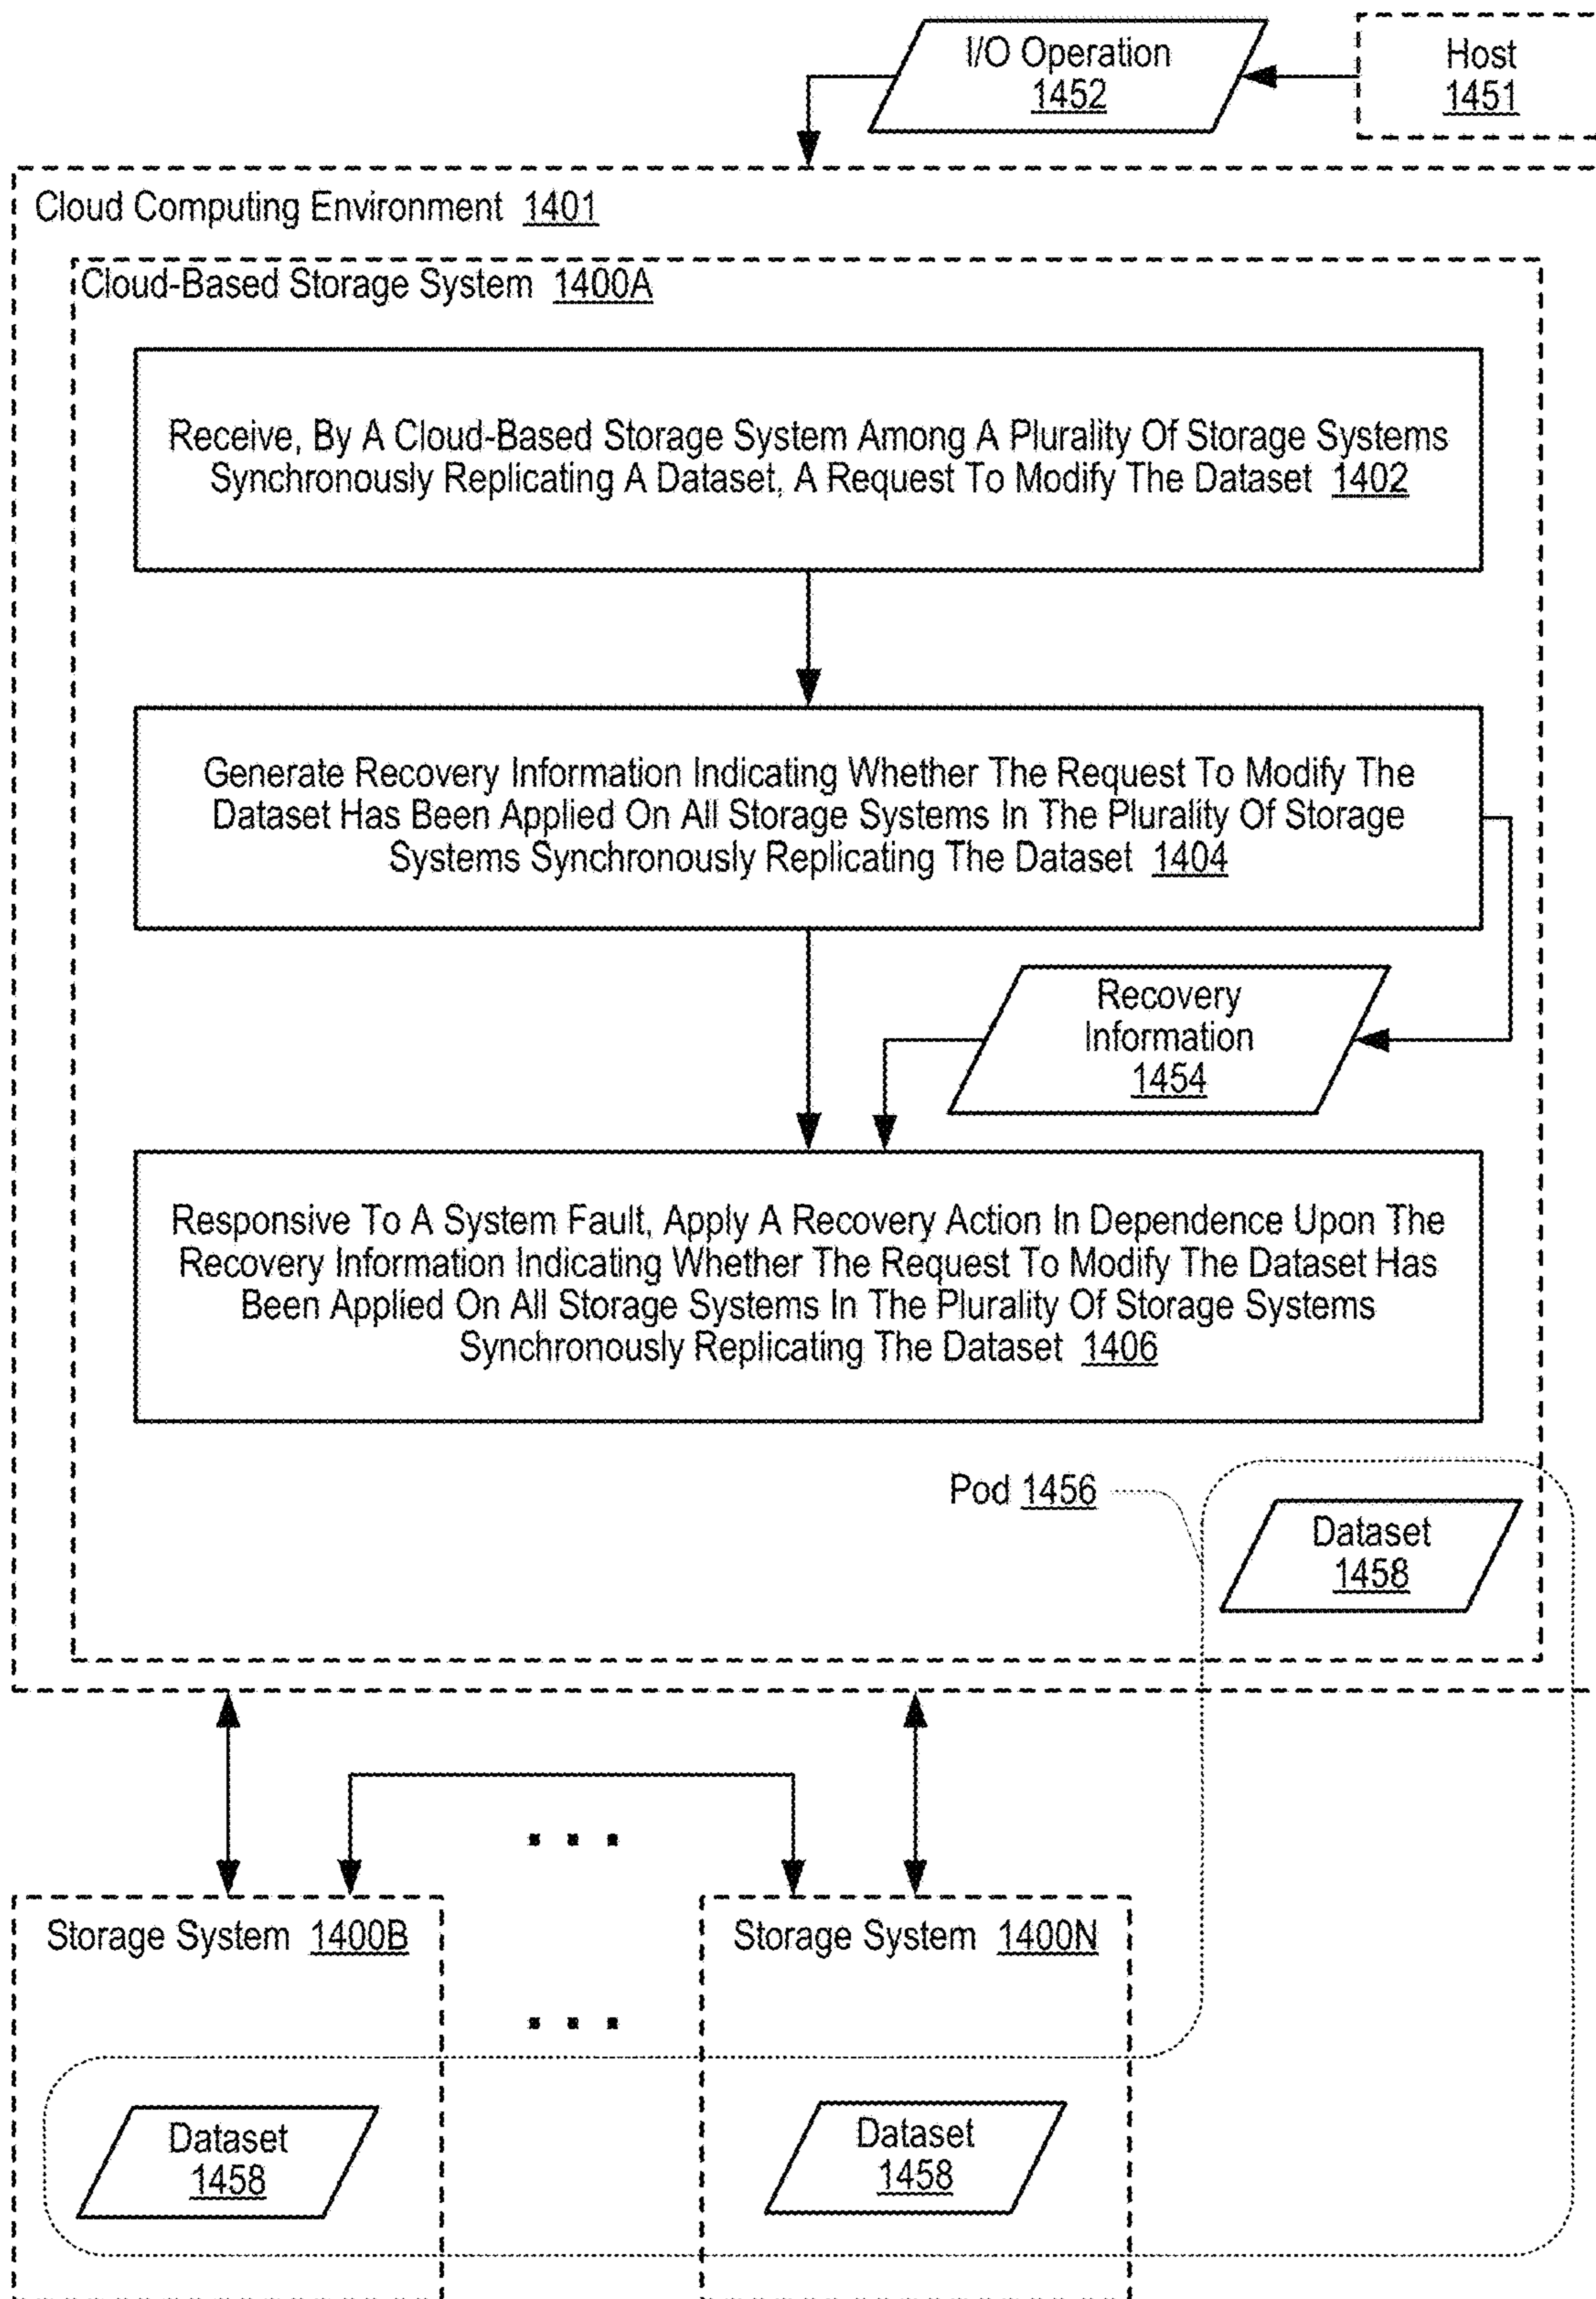 I/O Operation
1452
Host
1451
Cloud Computing Environment 1401
Cloud-Based Storage System 1400A
Receive, By A Cloud-Based Storage System Among A Plurality Of Storage Systems
Synchronously Replicating A Dataset, A Request To Modify The Dataset 1402
Generate Recovery Information Indicating Whether The Request To Modify The
Dataset Has Been Applied On All Storage Systems In The Plurality Of Storage
Systems Synchronously Replicating The Dataset 1404
Recovery
Information
1454
Responsive To A System Fault, Apply A Recovery Action In Dependence Upon The
Recovery Information Indicating Whether The Request To Modify The Dataset Has
Been Applied On All Storage Systems In The Plurality Of Storage Systems
Synchronously Replicating The Dataset 1406
Pod 1456
Dataset
1458
Storage System 1400B
Storage System 1400N
Dataset
1458
Dataset
1458